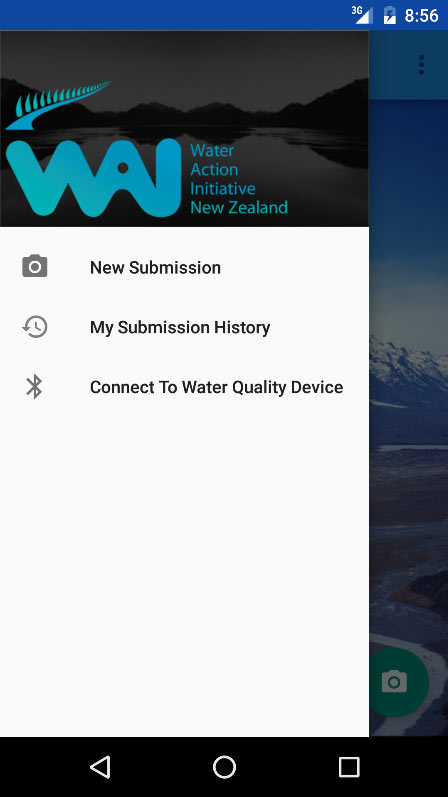 3G
8:56
WAI
Water
Action
Initiative
New Zealand
New Submission
My Submission History
Connect To Water Quality Device